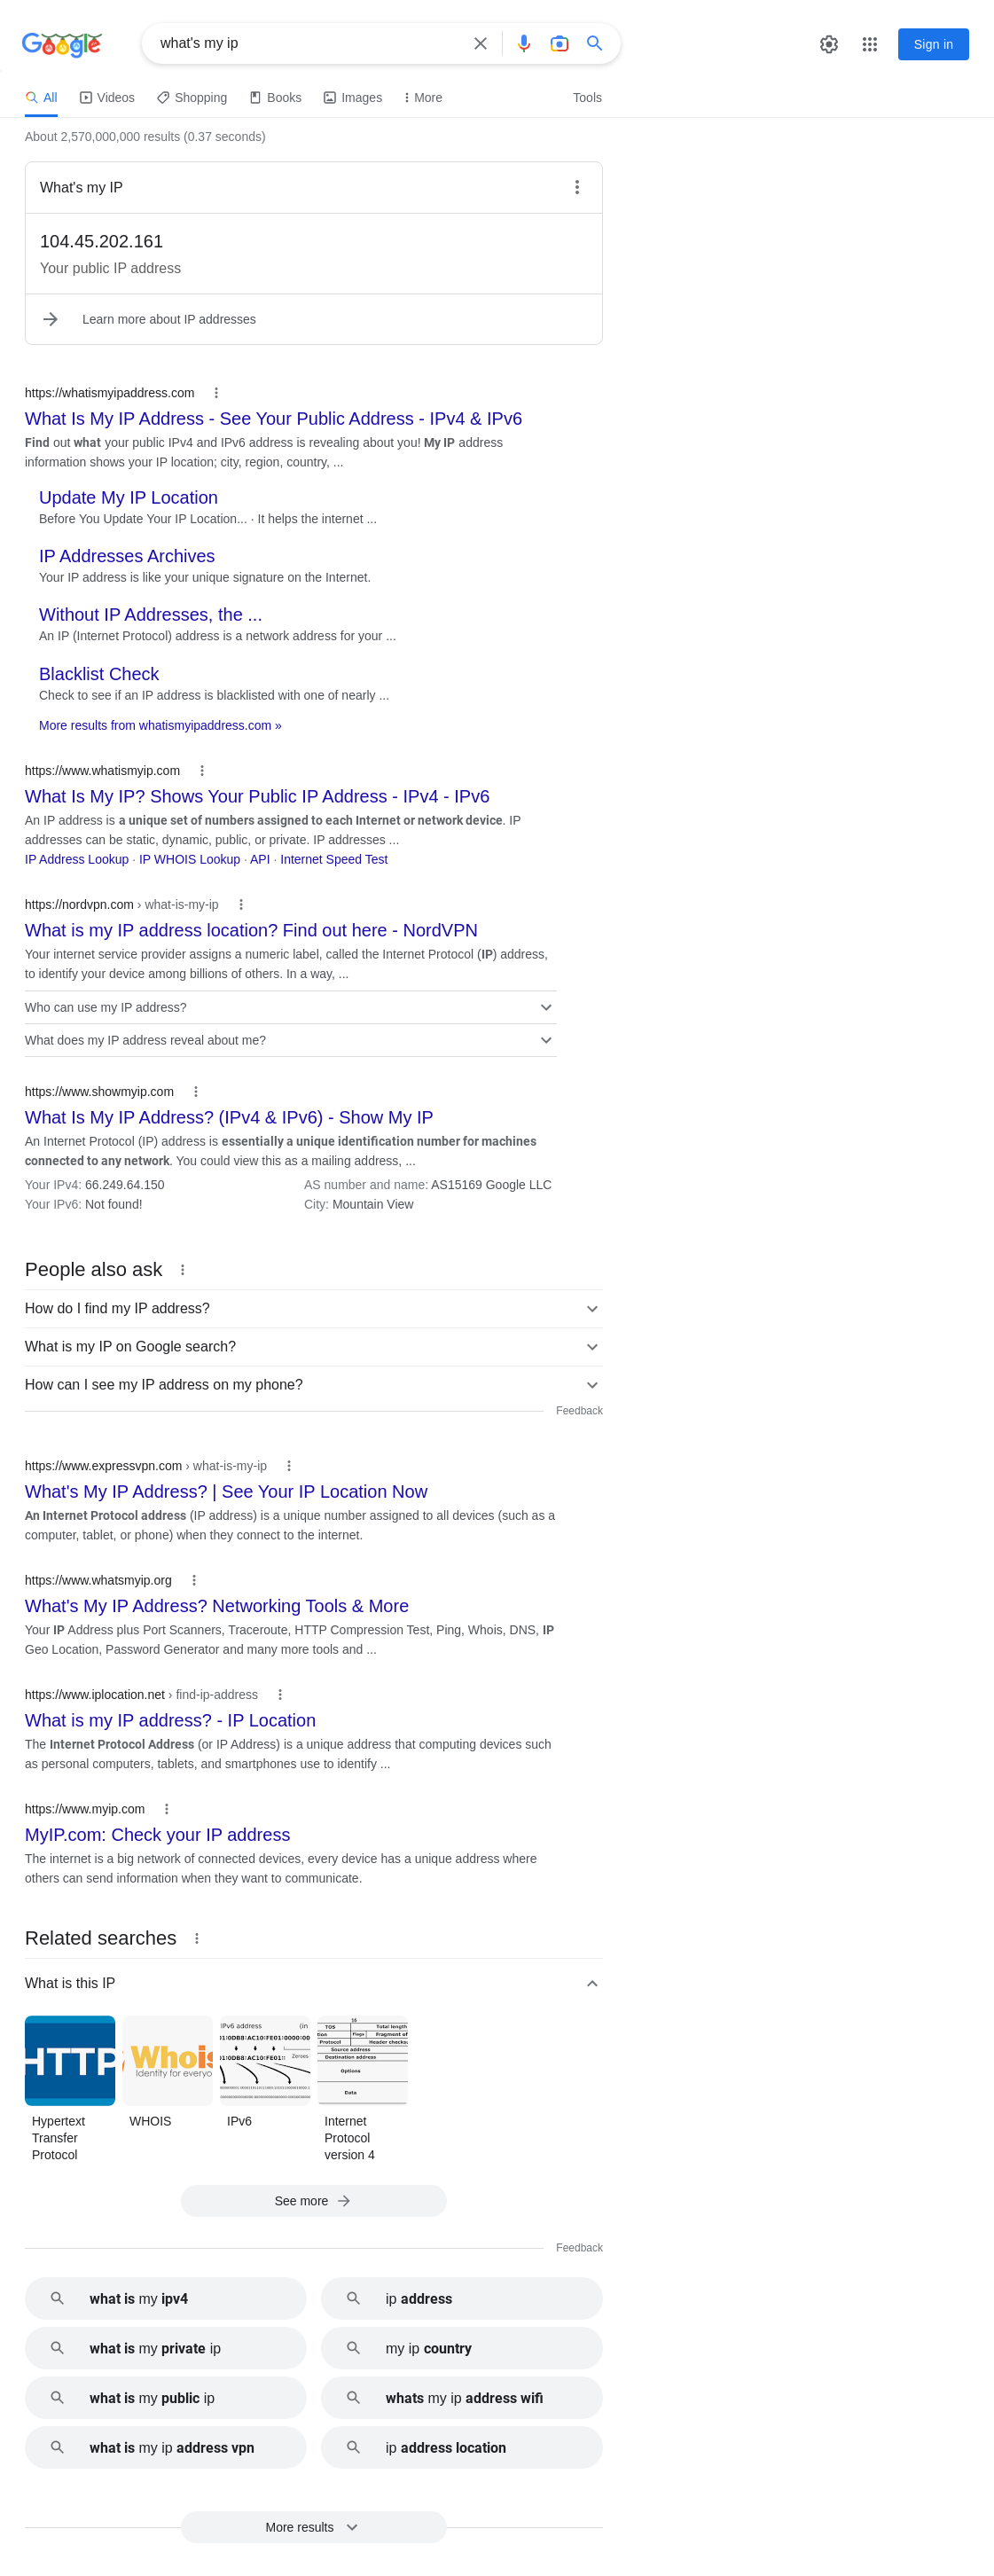 Google
what's my ip
Sign in
All
Videos
Shopping
Books
Images
More
Tools
About 2,570,000,000 results (0.37 seconds)
What's my IP
104.45.202.161
Your public IP address
Learn more about IP addresses
https://whatismyipaddress.com
What Is My IP Address - See Your Public Address - IPv4 & IPv6
Find out what your public IPv4 and IPv6 address is revealing about you! My IP address
information shows your IP location; city, region, country, ...
Update My IP Location
Before You Update Your IP Location... · It helps the internet ...
IP Addresses Archives
Your IP address is like your unique signature on the Internet.
Without IP Addresses, the ...
An IP (Internet Protocol) address is a network address for your ...
Blacklist Check
Check to see if an IP address is blacklisted with one of nearly ...
More results from whatismyipaddress.com »
https://www.whatismyip.com
What Is My IP? Shows Your Public IP Address - IPv4 - IPv6
An IP address is a unique set of numbers assigned to each Internet or network device. IP
addresses can be static, dynamic, public, or private. IP addresses ...
IP Address Lookup · IP WHOIS Lookup · API · Internet Speed Test
https://nordvpn.com › what-is-my-ip
What is my IP address location? Find out here - NordVPN
Your internet service provider assigns a numeric label, called the Internet Protocol (IP) address,
to identify your device among billions of others. In a way, ...
Who can use my IP address?
What does my IP address reveal about me?
https://www.showmyip.com
What Is My IP Address? (IPv4 & IPv6) - Show My IP
An Internet Protocol (IP) address is essentially a unique identification number for machines
connected to any network. You could view this as a mailing address, ...
Your IPv4: 66.249.64.150
AS number and name: AS15169 Google LLC
Your IPv6: Not found!
City: Mountain View
People also ask
How do I find my IP address?
What is my IP on Google search?
How can I see my IP address on my phone?
Feedback
https://www.expressvpn.com › what-is-my-ip
What's My IP Address? | See Your IP Location Now
An Internet Protocol address (IP address) is a unique number assigned to all devices (such as a
computer, tablet, or phone) when they connect to the internet.
https://www.whatsmyip.org
What's My IP Address? Networking Tools & More
Your IP Address plus Port Scanners, Traceroute, HTTP Compression Test, Ping, Whois, DNS, IP
Geo Location, Password Generator and many more tools and ...
https://www.iplocation.net › find-ip-address
What is my IP address? - IP Location
The Internet Protocol Address (or IP Address) is a unique address that computing devices such
as personal computers, tablets, and smartphones use to identify ...
https://www.myip.com
MyIP.com: Check your IP address
The internet is a big network of connected devices, every device has a unique address where
others can send information when they want to communicate.
Related searches
What is this IP
HTTP
Whois
Identity for everyo
IPv6 address (in
01:0DB8:AC10:FE01:0000:00
01:0DB8:AC10:FE01::
Zeroes
16
TOS
Flags
Fragment of
Protocol
Header checksu
Source address
Destination address
Options
Data
Hypertext
Transfer
Protocol
WHOIS
IPv6
Internet
Protocol
version 4
See more
Feedback
what is my ipv4
ip address
what is my private ip
my ip country
what is my public ip
whats my ip address wifi
what is my ip address vpn
ip address location
More results